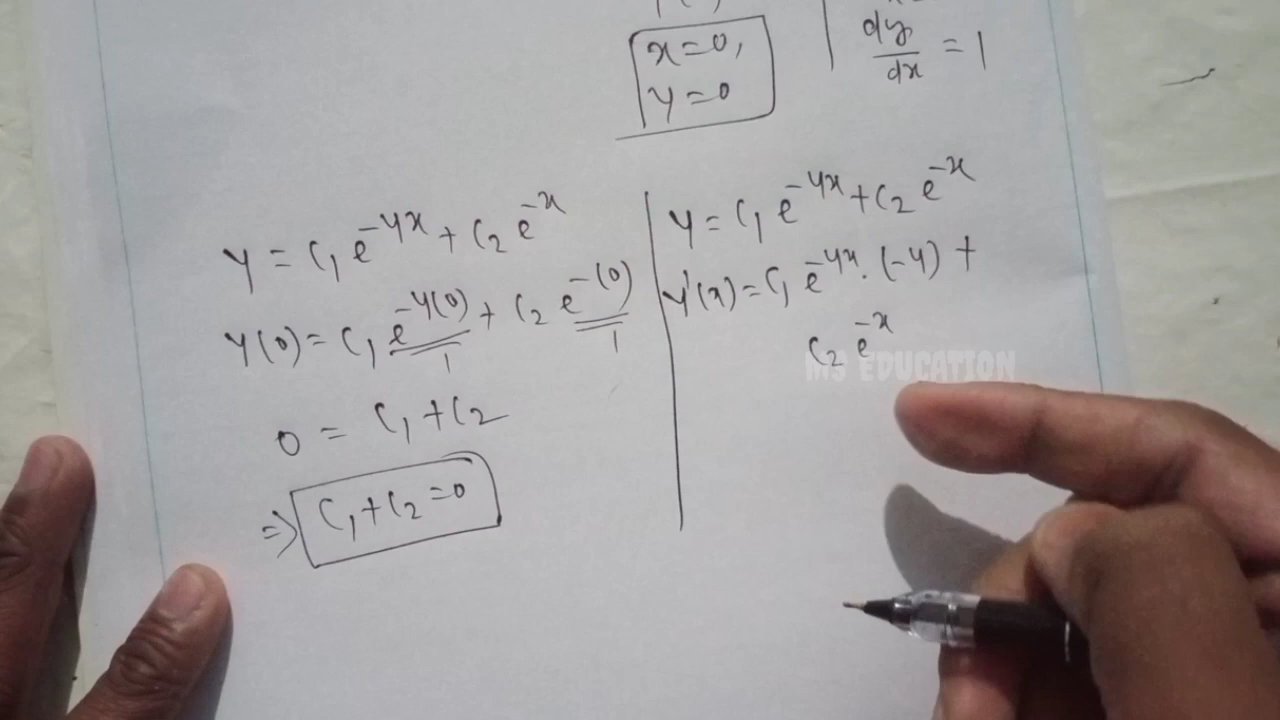 x=0,
y=0
dy/dx = 1
y = C₁ e^-4x + C₂ e^-x
y(0) = C₁ e^-4(0) + C₂ e^-(0)
1 1
0 = C₁ + C₂
⇒ C₁ + C₂ = 0
y = C₁ e^-4x + C₂ e^-x
y'(x) = C₁ e^-4x . (-4) +
C₂ e^-x
MS EDUCATION